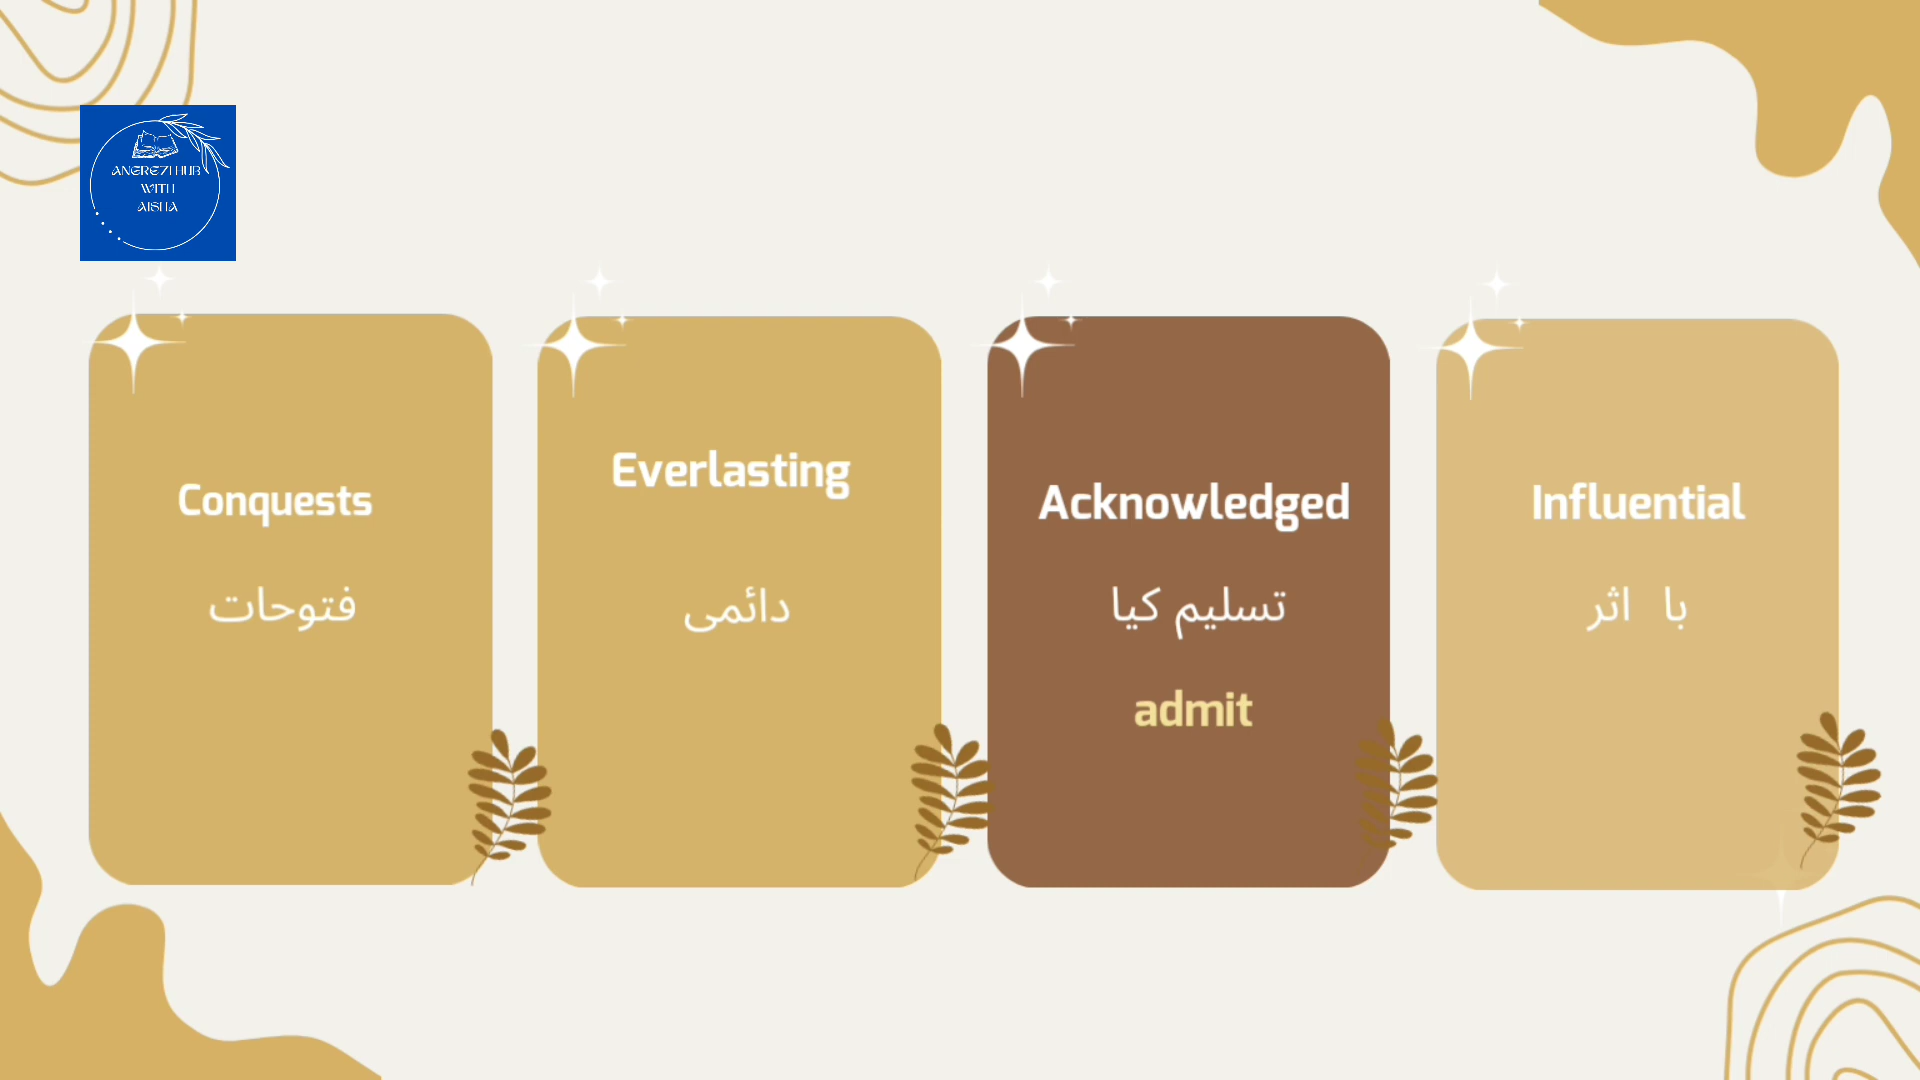 ANGREZI HUB
WITH
AISHA
Conquests
فتوحات
Everlasting
دائمی
Acknowledged
تسلیم کیا
admit
Influential
با اثر